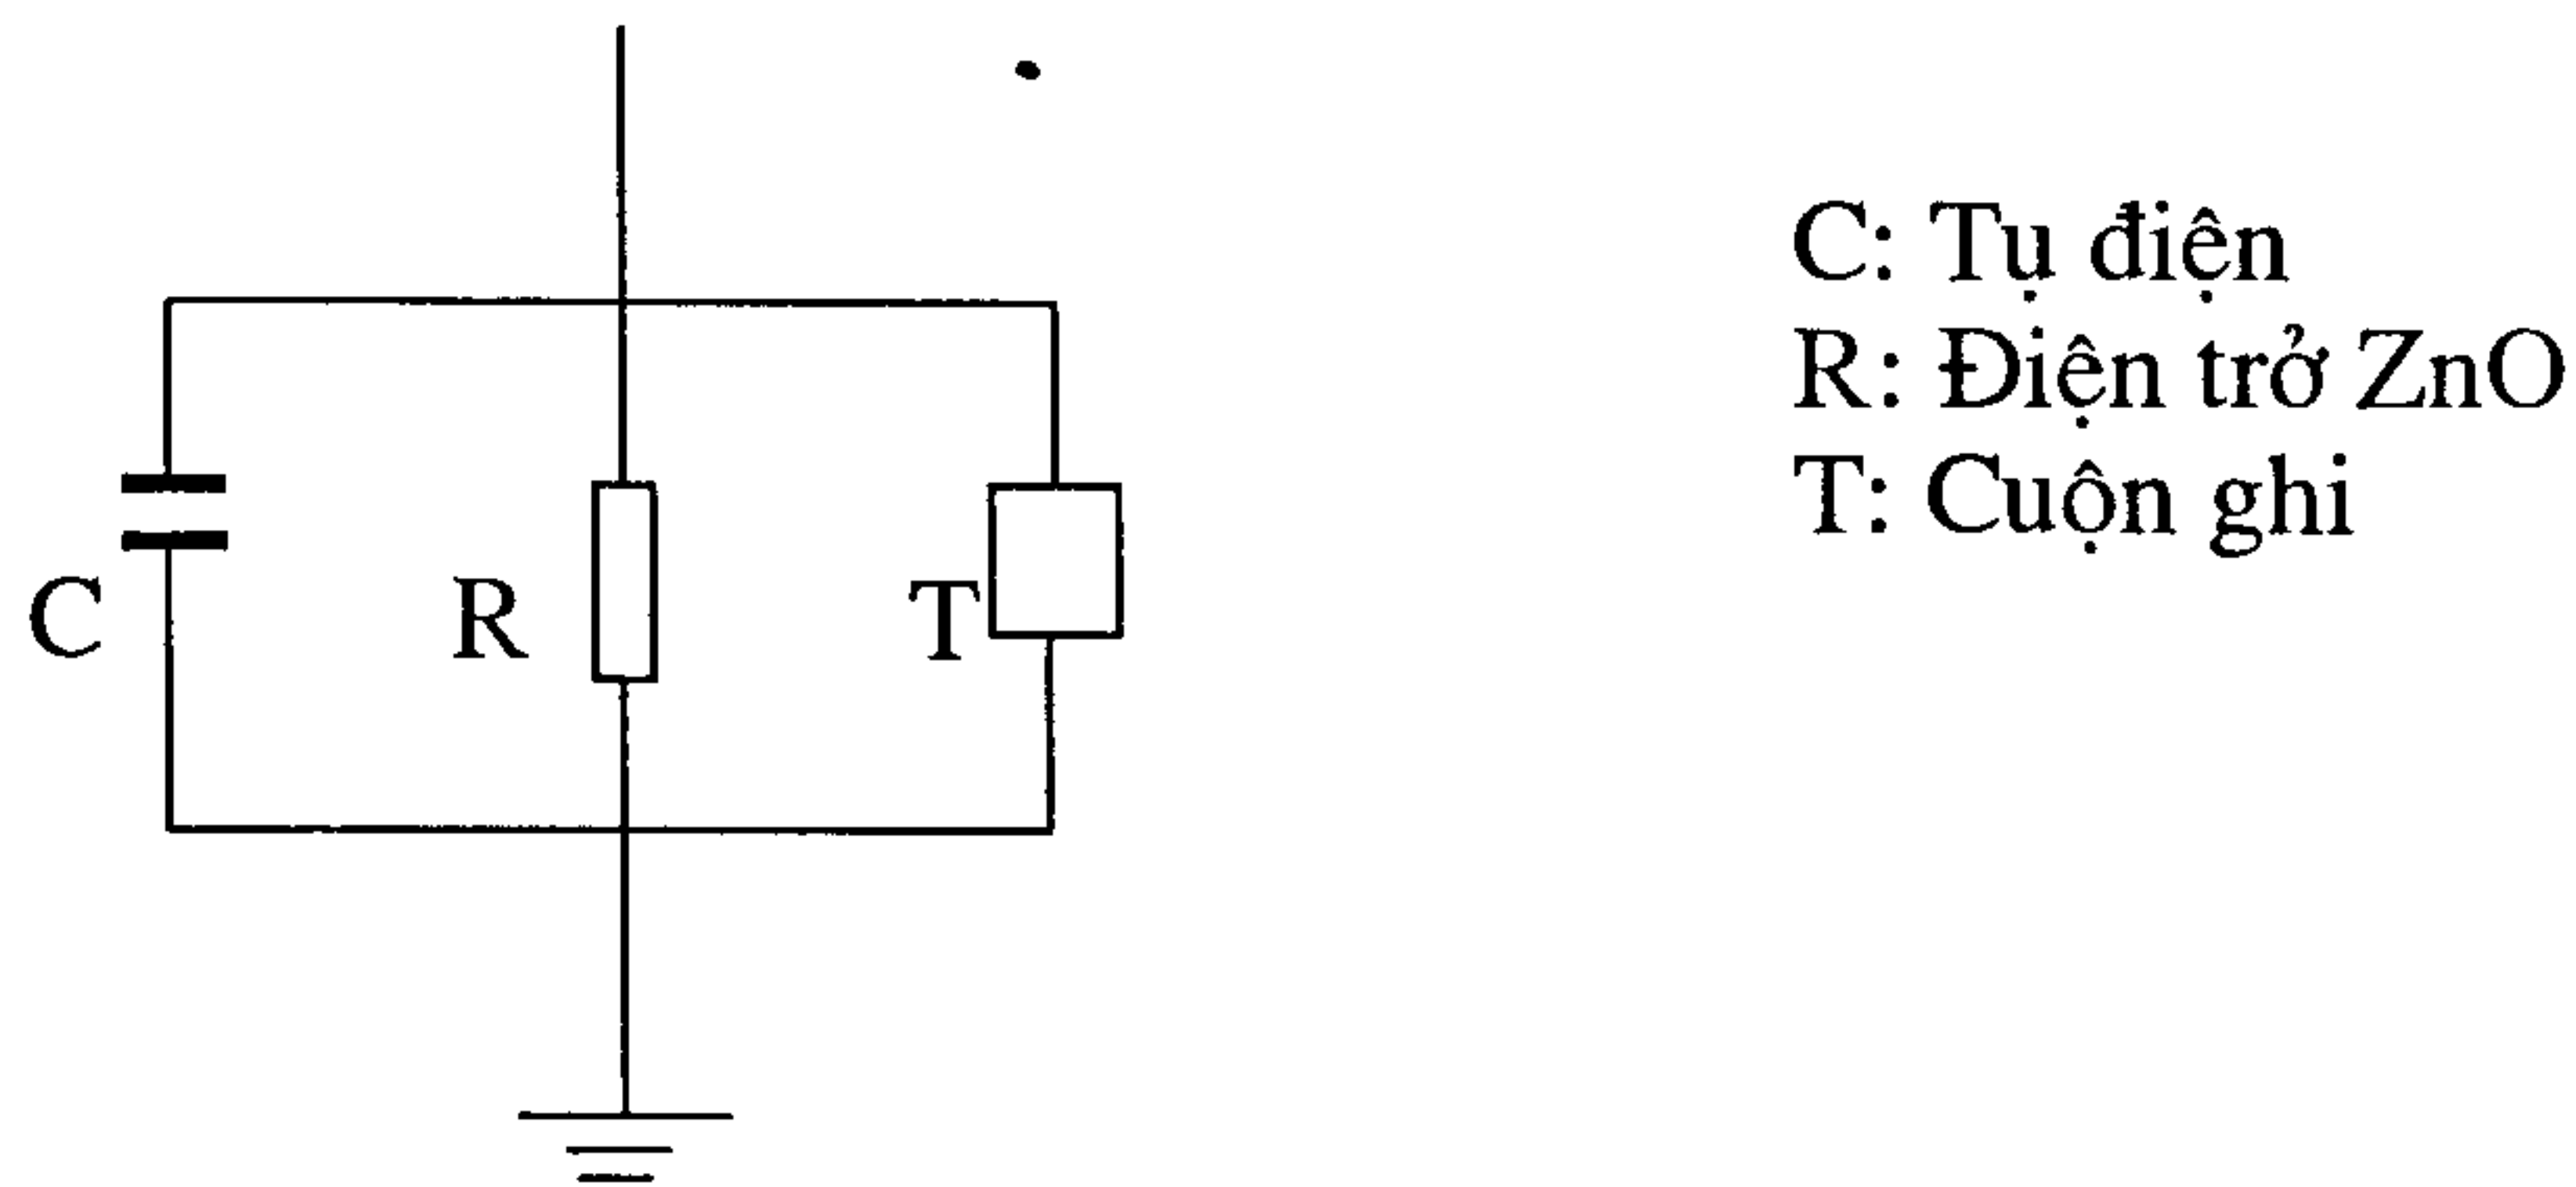 C: Tụ điện
R: Điện trở ZnO
T: Cuộn ghi
C
R
T